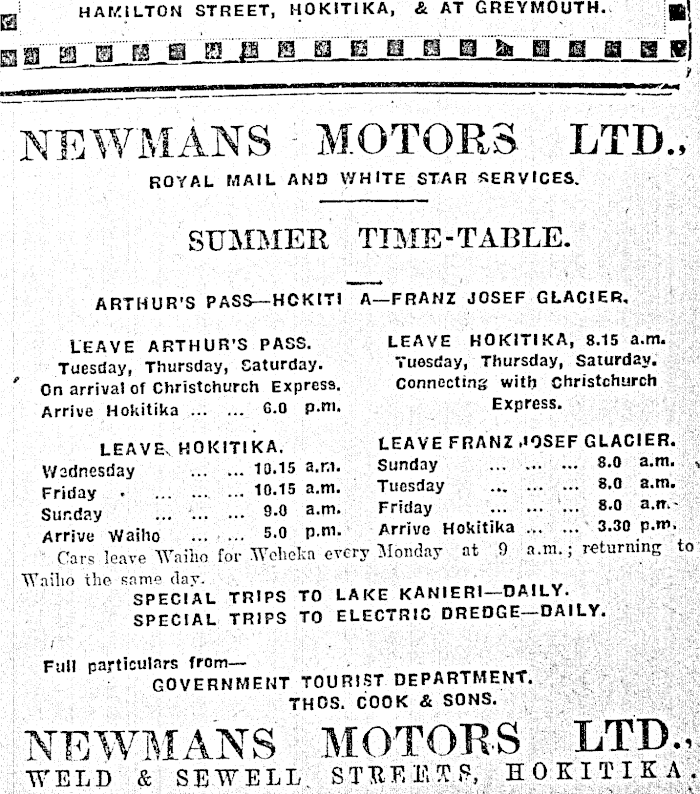 HAMILTON STREET, HOKITIKA, & AT GREYMOUTH.
NEWMANS MOTORS LTD.,
ROYAL MAIL AND WHITE STAR SERVICES.
SUMMER TIME-TABLE.
ARTHUR'S PASS—HOKITI A—FRANZ JOSEF GLACIER.
LEAVE ARTHUR'S PASS.
Tuesday, Thursday, Saturday.
On arrival of Christchurch Express.
Arrive Hokitika ... ... 6.0 p.m.
LEAVE HOKITIKA, 8.15 a.m.
Tuesday, Thursday, Saturday.
Connecting with Christchurch
Express.
LEAVE HOKITIKA.
Wednesday ... ... 10.15 a.m.
Friday ... ... ... 10.15 a.m.
Sunday ... ... ... 9.0 a.m.
Arrive Waiho ... ... 5.0 p.m.
LEAVE FRANZ JOSEF GLACIER.
Sunday ... ... ... 8.0 a.m.
Tuesday ... ... ... 8.0 a.m.
Friday ... ... ... 8.0 a.m.
Arrive Hokitika ... ... 3.30 p.m.
Cars leave Waiho for Weheka every Monday at 9 a.m.; returning to
Waiho the same day.
SPECIAL TRIPS TO LAKE KANIERI—DAILY.
SPECIAL TRIPS TO ELECTRIC DREDGE—DAILY.
Full particulars from—
GOVERNMENT TOURIST DEPARTMENT.
THOS. COOK & SONS.
NEWMANS MOTORS LTD.,
WELD & SEWELL STREETS, HOKITIKA.